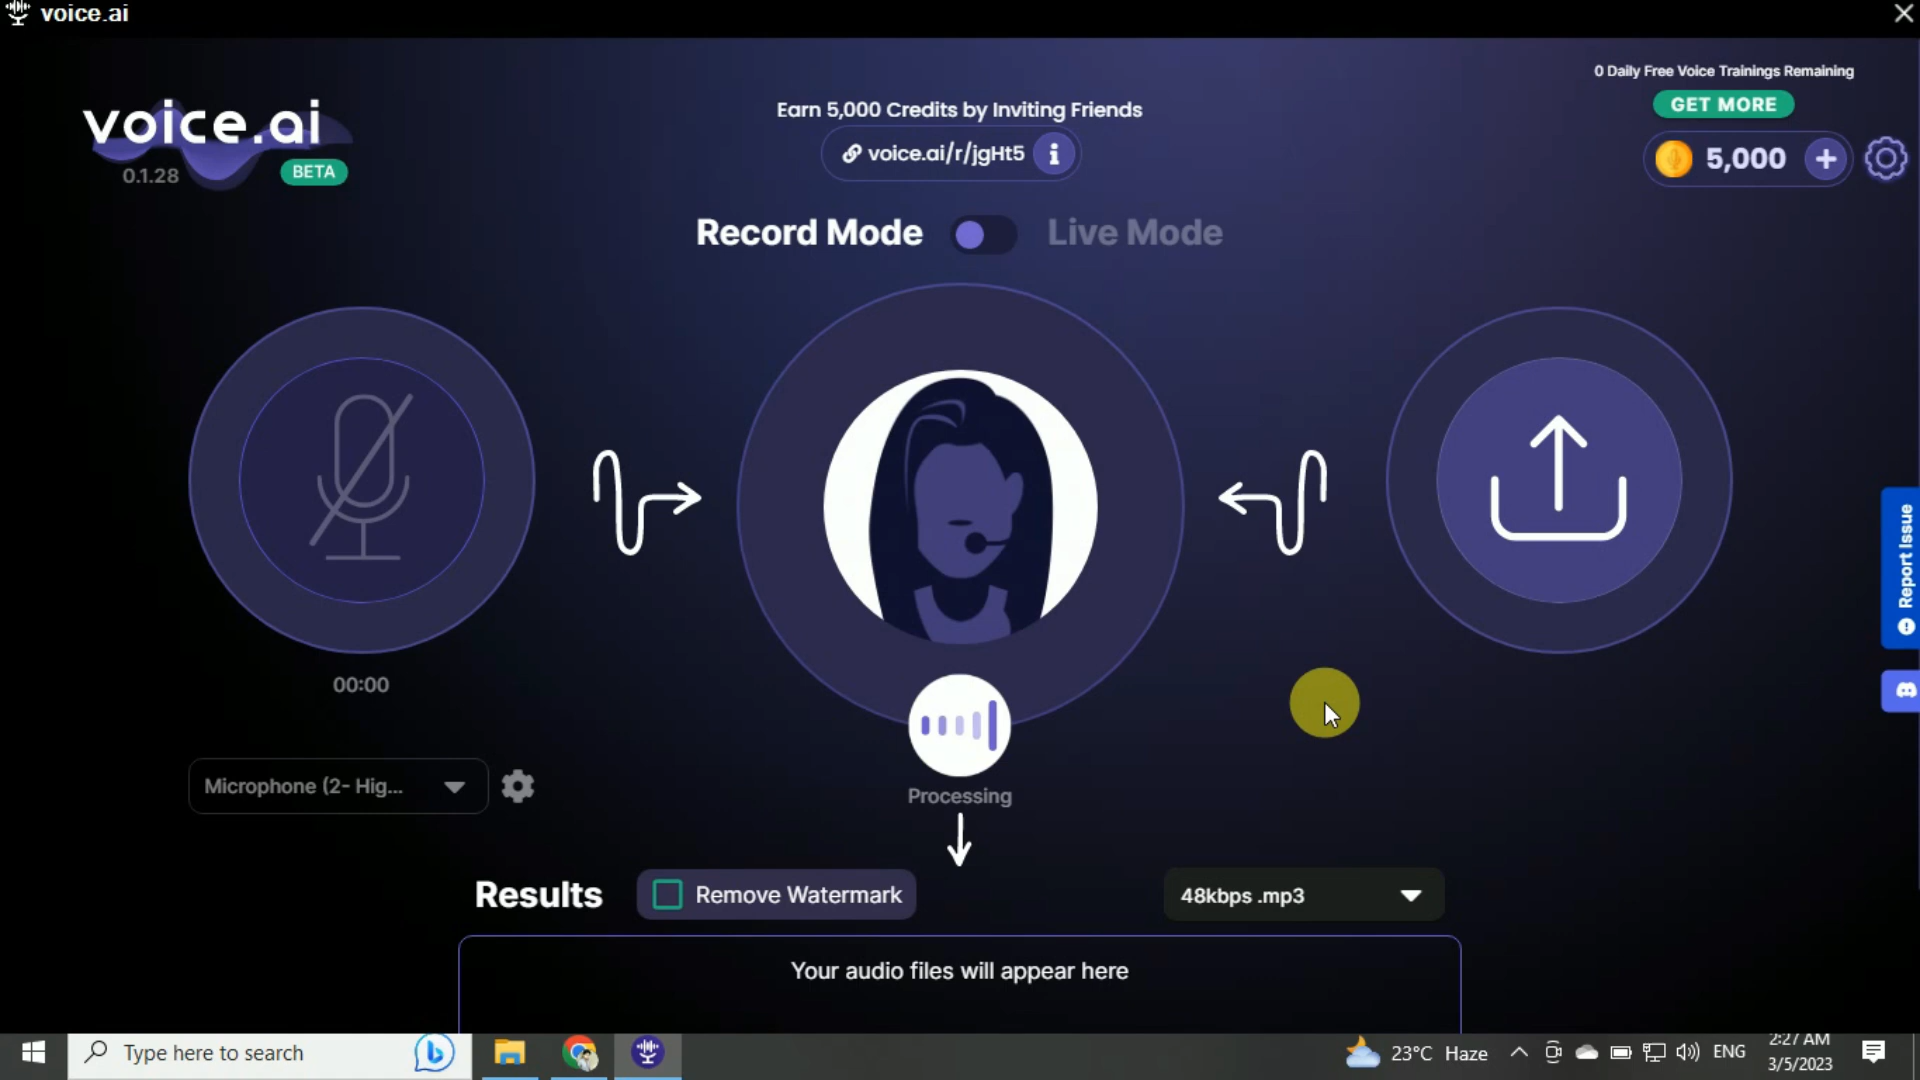 voice.ai
0 Daily Free Voice Trainings Remaining
GET MORE
voice.ai
0.1.28
BETA
Earn 5,000 Credits by Inviting Friends
voice.ai/r/jgHt5
5,000
Record Mode
Live Mode
Report Issue
00:00
Microphone (2- Hig...
Processing
Results
Remove Watermark
48kbps .mp3
Your audio files will appear here
Type here to search
23°C Haze
ENG
2:27 AM
3/5/2023